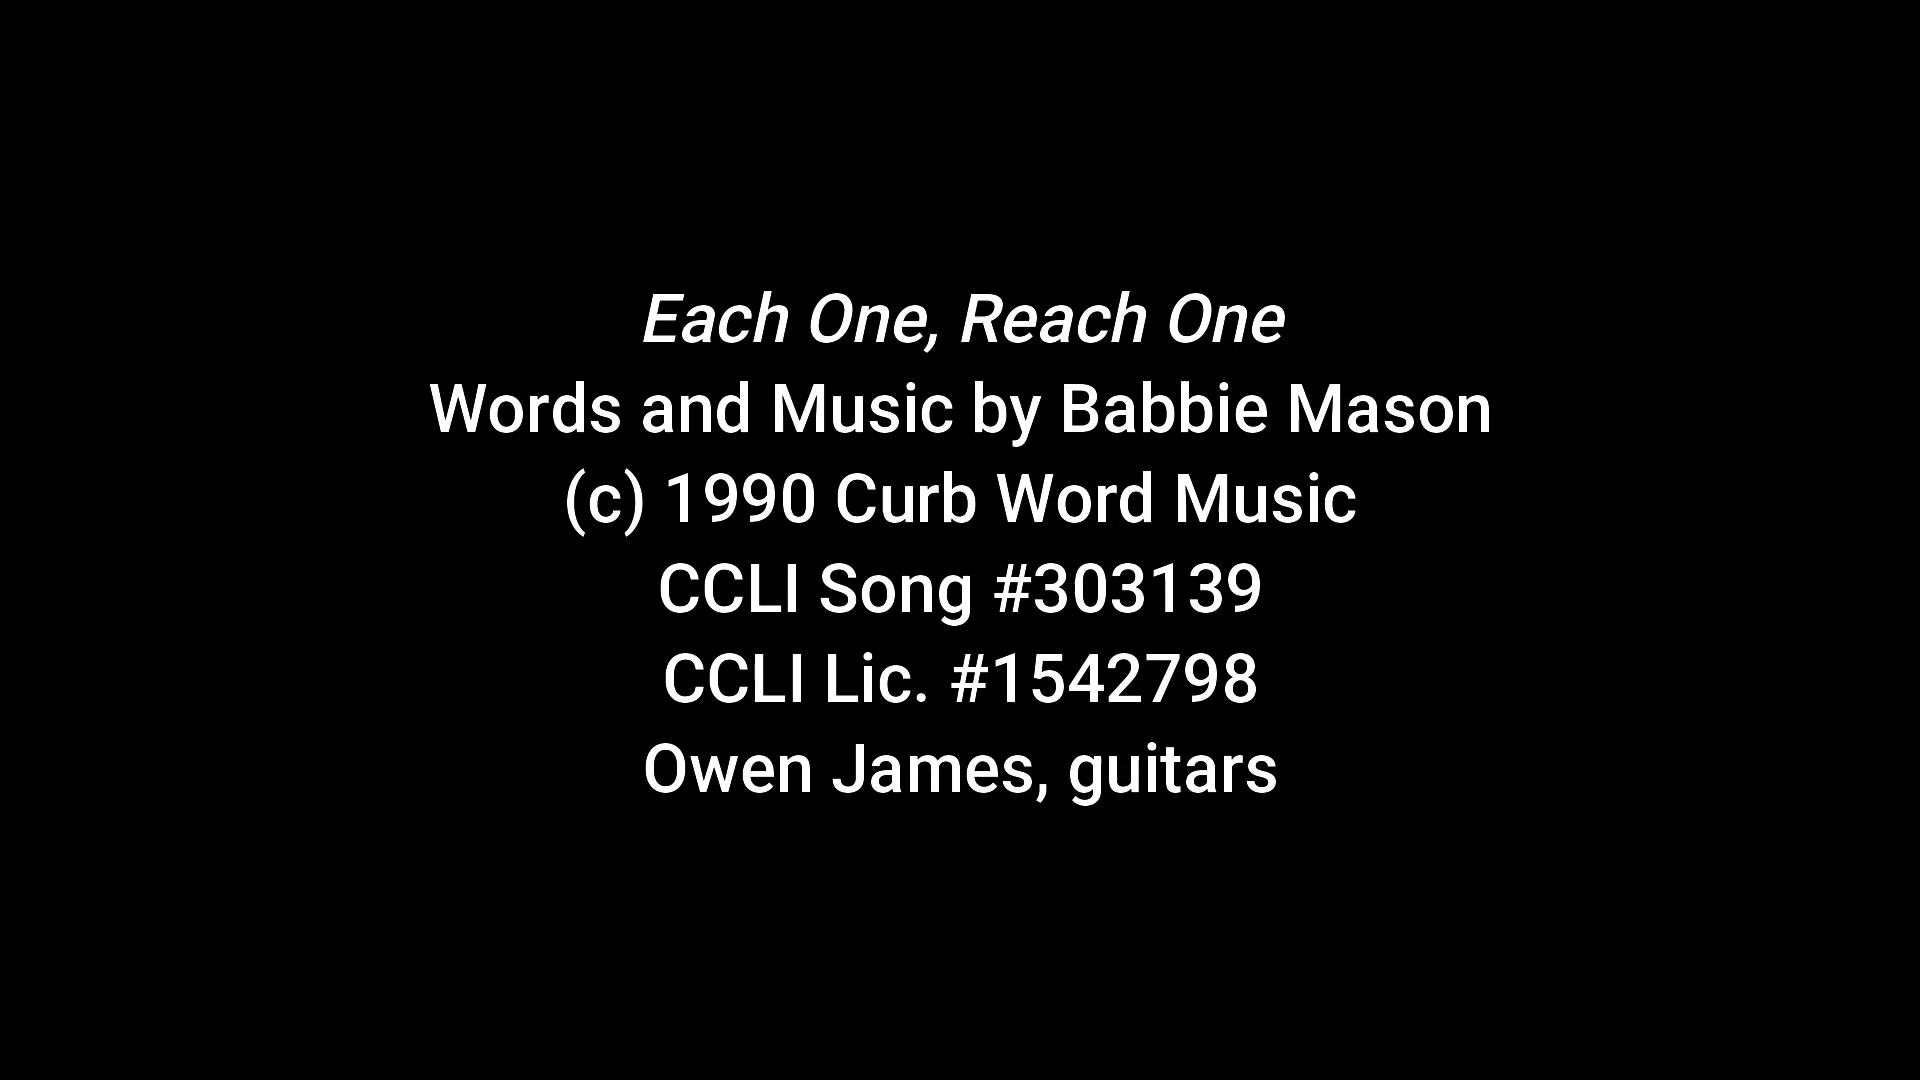 Each One, Reach One
Words and Music by Babbie Mason
(c) 1990 Curb Word Music
CCLI Song #303139
CCLI Lic. #1542798
Owen James, guitars